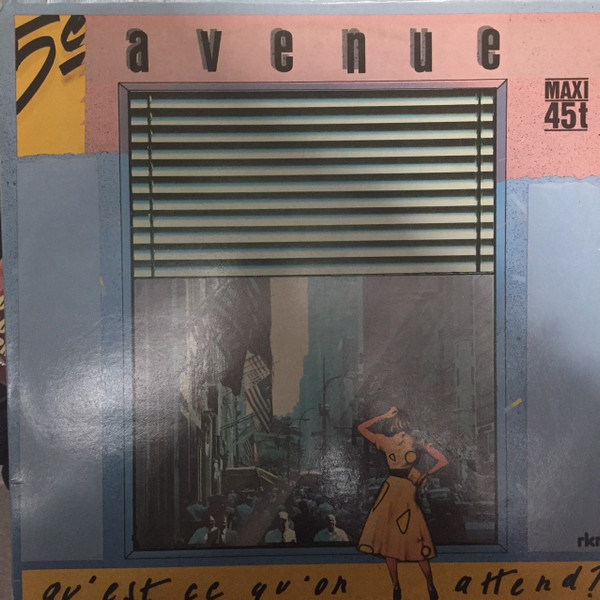 5e avenue
MAXI
45t
rkm
qu'est ce qu'on attend?